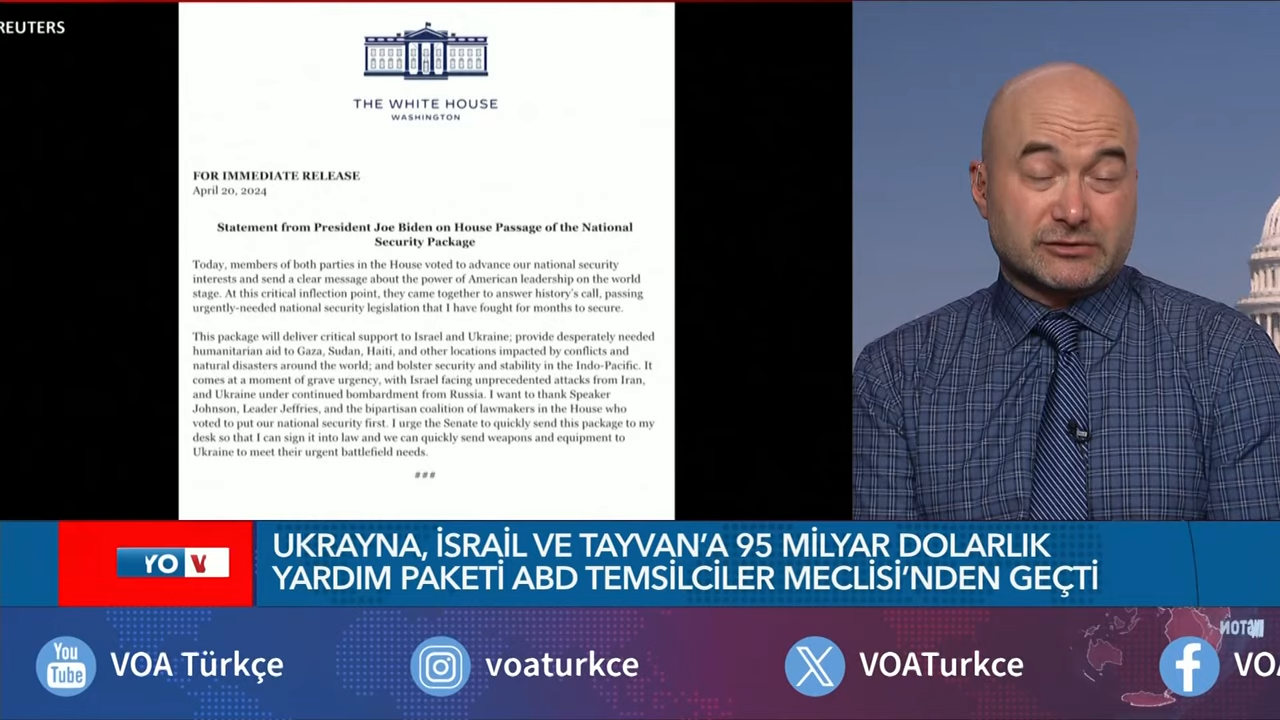 REUTERS
THE WHITE HOUSE
WASHINGTON
FOR IMMEDIATE RELEASE
April 20, 2024
Statement from President Joe Biden on House Passage of the National
Security Package
Today, members of both parties in the House voted to advance our national security
interests and send a clear message about the power of American leadership on the world
stage. At this critical inflection point, they came together to answer history's call, passing
urgently-needed national security legislation that I have fought for months to secure.
This package will deliver critical support to Israel and Ukraine; provide desperately needed
humanitarian aid to Gaza, Sudan, Haiti, and other locations impacted by conflicts and
natural disasters around the world; and bolster security and stability in the Indo-Pacific. It
comes at a moment of grave urgency, with Israel facing unprecedented attacks from Iran,
and Ukraine under continued bombardment from Russia. I want to thank Speaker
Johnson, Leader Jeffries, and the bipartisan coalition of lawmakers in the House who
voted to put our national security first. I urge the Senate to quickly send this package to my
desk so that I can sign it into law and we can quickly send weapons and equipment to
Ukraine to meet their urgent battlefield needs.
###
UKRAYNA, İSRAİL VE TAYVAN'A 95 MİLYAR DOLARLIK
YARDIM PAKETİ ABD TEMSİLCİLER MECLİSİ'NDEN GEÇTİ
You
Tube
VOA Türkçe
voaturkce
VOATurkce
VOA